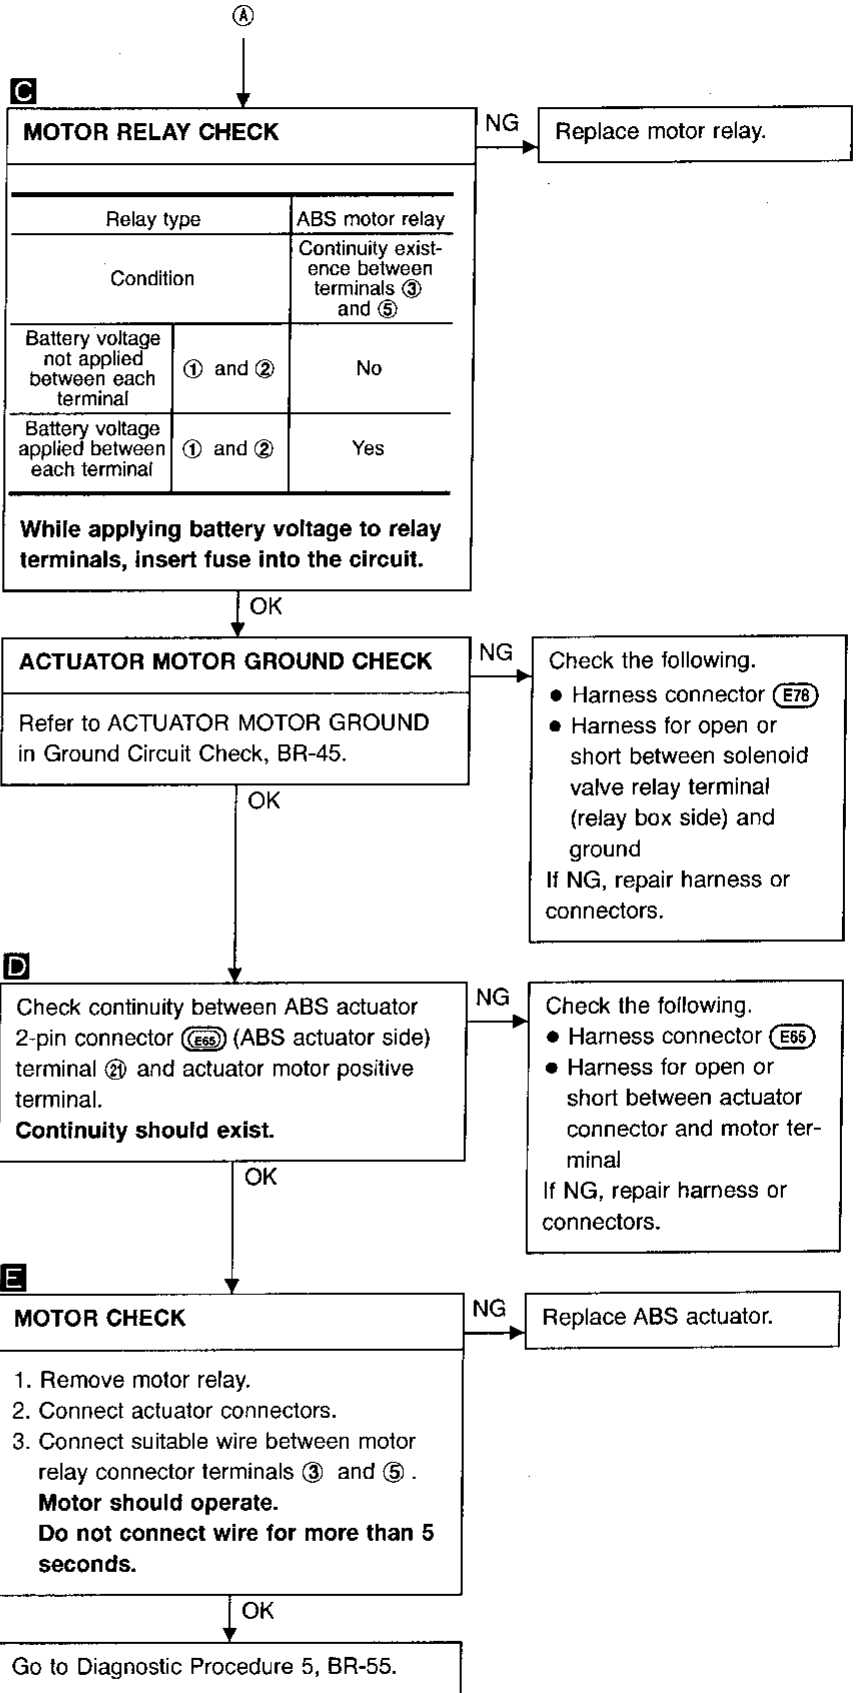 Ⓐ
C
MOTOR RELAY CHECK
NG
Replace motor relay.
Relay type
ABS motor relay
Condition
Continuity exist-
ence between
terminals ③
and ⑤
Battery voltage
not applied
between each
terminal
① and ②
No
Battery voltage
applied between
each terminal
① and ②
Yes
While applying battery voltage to relay
terminals, insert fuse into the circuit.
OK
ACTUATOR MOTOR GROUND CHECK
Refer to ACTUATOR MOTOR GROUND
in Ground Circuit Check, BR-45.
NG
Check the following.
● Harness connector E78
● Harness for open or
short between solenoid
valve relay terminal
(relay box side) and
ground
If NG, repair harness or
connectors.
OK
D
Check continuity between ABS actuator
2-pin connector E65 (ABS actuator side)
terminal ㉑ and actuator motor positive
terminal.
Continuity should exist.
NG
Check the following.
● Harness connector E65
● Harness for open or
short between actuator
connector and motor ter-
minal
If NG, repair harness or
connectors.
OK
E
MOTOR CHECK
NG
Replace ABS actuator.
1. Remove motor relay.
2. Connect actuator connectors.
3. Connect suitable wire between motor
relay connector terminals ③ and ⑤ .
Motor should operate.
Do not connect wire for more than 5
seconds.
OK
Go to Diagnostic Procedure 5, BR-55.